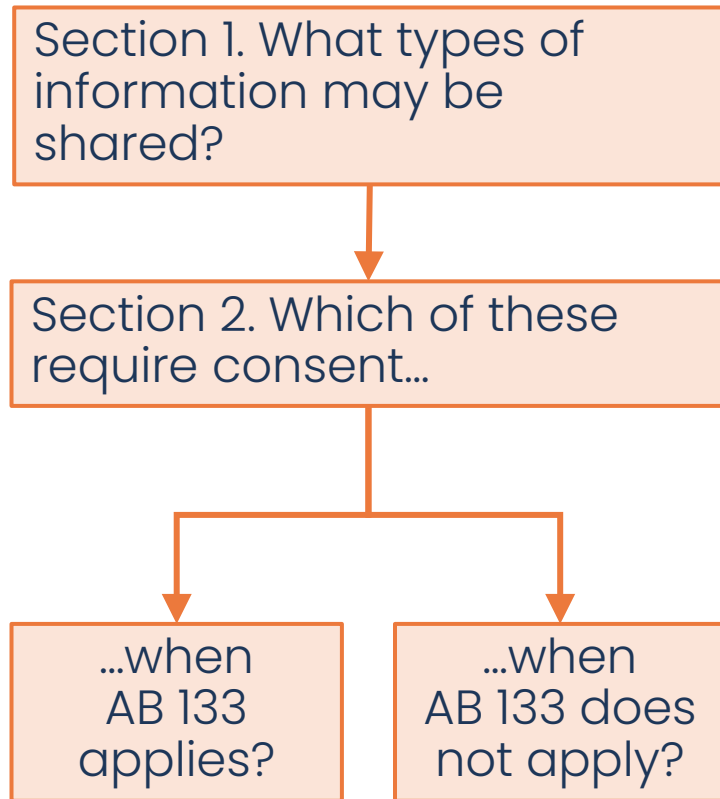 Section 1. What types of
information may be
shared?
Section 2. Which of these
require consent…
…when
AB 133
applies?
…when
AB 133 does
not apply?